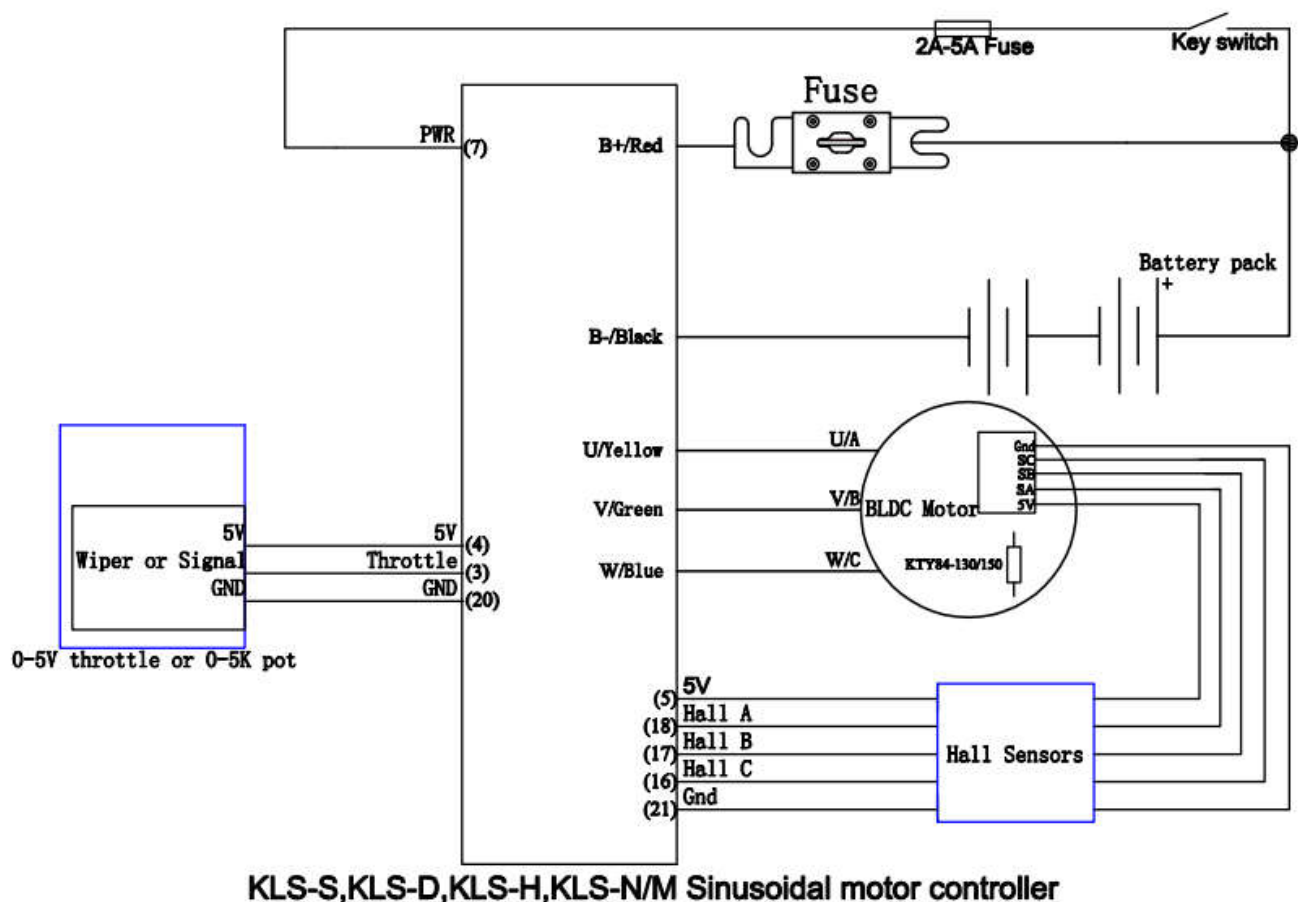 2A-5A Fuse
Key switch
Fuse
PWR
(7)
B+/Red
Battery pack
+
B-/Black
U/Yellow
U/A
Gnd
SC
SB
SA
5V
V/Green
V/B
BLDC Motor
W/Blue
W/C
KTY84-130/150
5V
5V
(4)
Wiper or Signal
Throttle
(3)
GND
GND
(20)
0-5V throttle or 0-5K pot
(5)
5V
(18)
Hall A
(17)
Hall B
(16)
Hall C
(21)
Gnd
Hall Sensors
KLS-S,KLS-D,KLS-H,KLS-N/M Sinusoidal motor controller